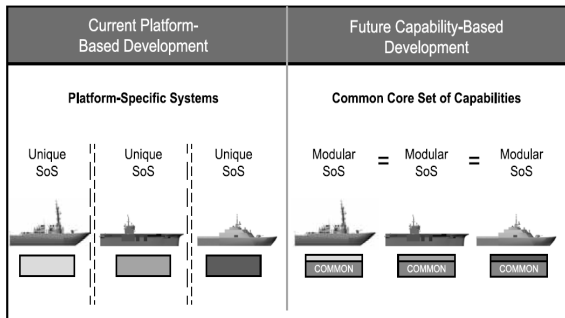 Current Platform-
Based Development
Future Capability-Based
Development
Platform-Specific Systems
Common Core Set of Capabilities
Unique
SoS
Unique
SoS
Unique
SoS
Modular
SoS
=
Modular
SoS
=
Modular
SoS
COMMON
COMMON
COMMON